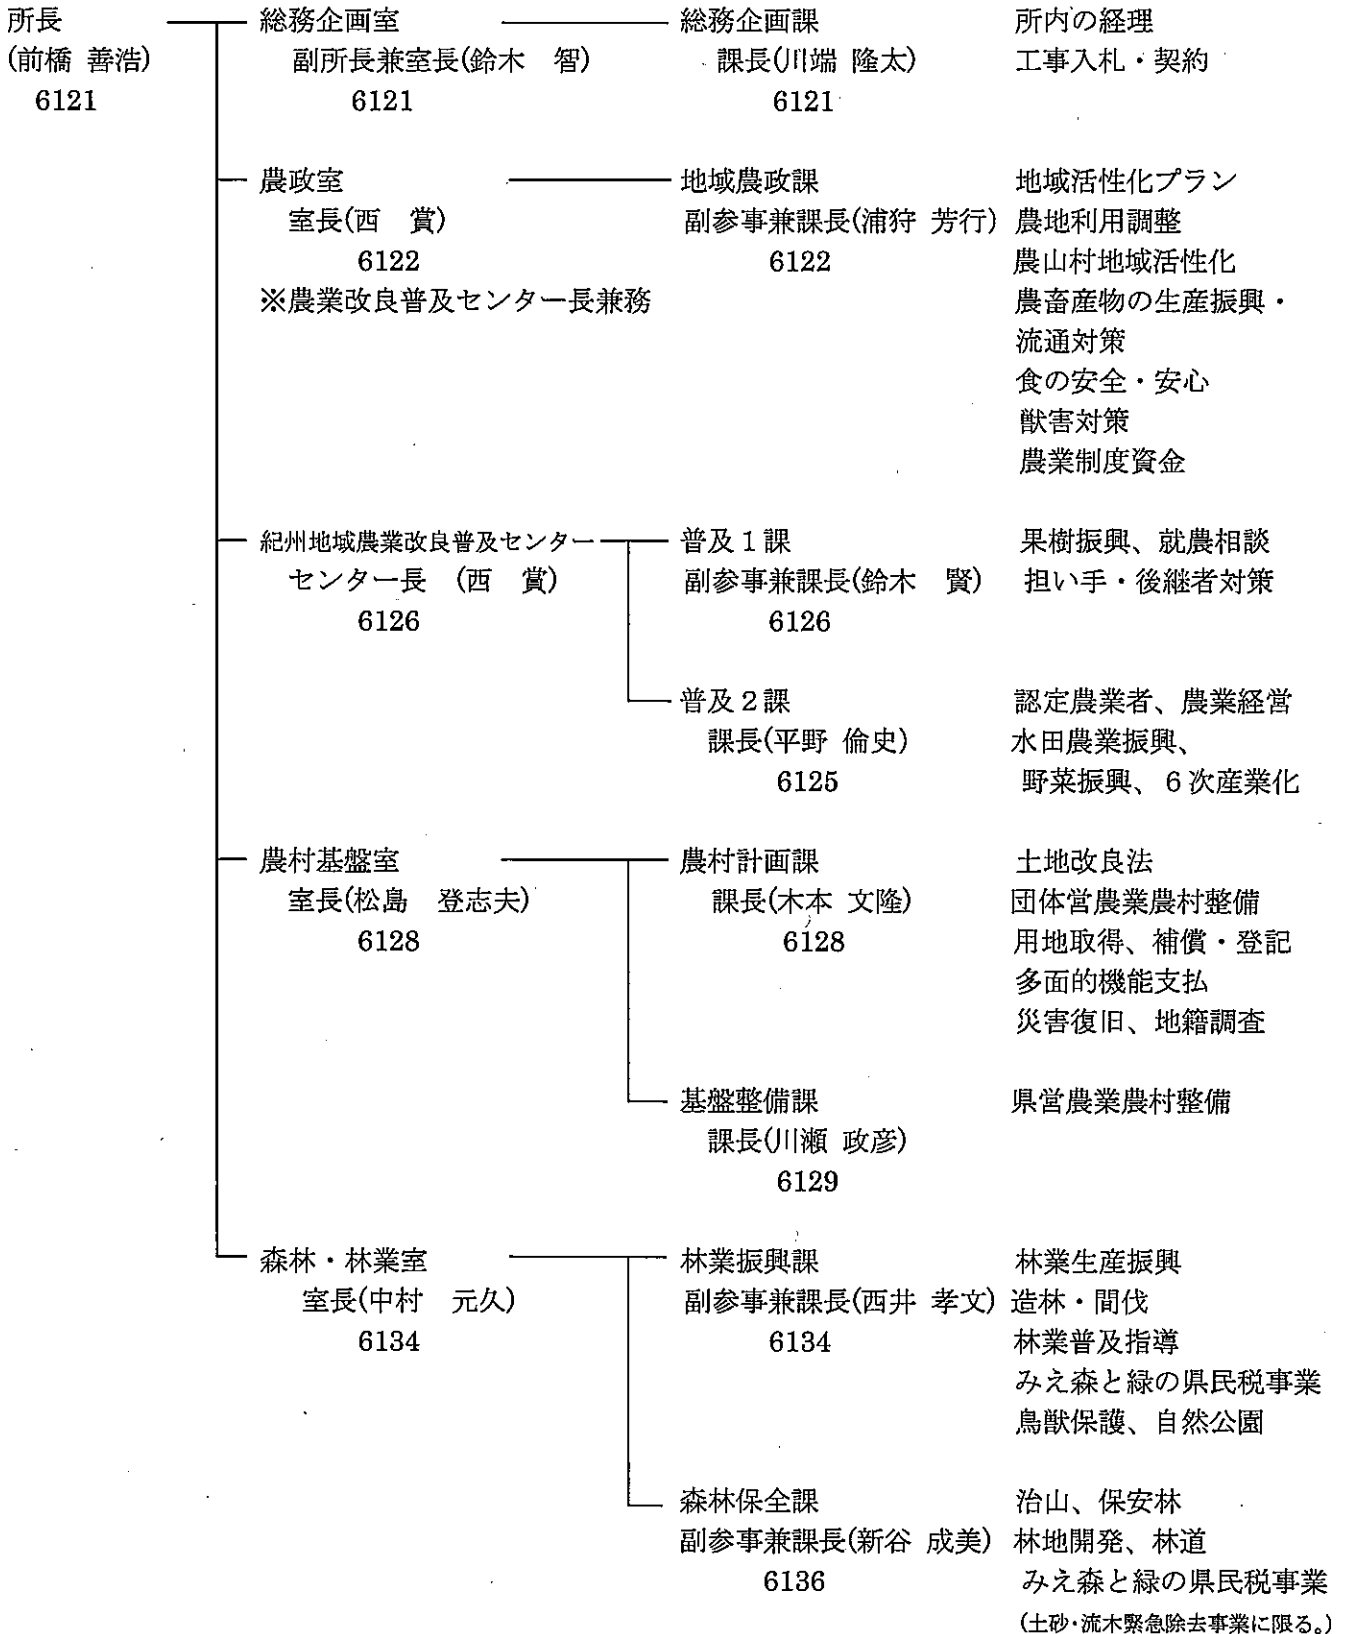 所長 総務企画室 総務企画課 所内の経理
(前橋 善浩) 副所長兼室長(鈴木 智) 課長(川端 隆太) 工事入札・契約
6121 6121 6121
農政室 地域農政課 地域活性化プラン
室長(西 賞) 副参事兼課長(浦狩 芳行) 農地利用調整
6122 6122 農山村地域活性化
※農業改良普及センター長兼務 農畜産物の生産振興・
流通対策
食の安全・安心
獣害対策
農業制度資金
紀州地域農業改良普及センター 普及1課 果樹振興、就農相談
センター長 (西 賞) 副参事兼課長(鈴木 賢) 担い手・後継者対策
6126 6126
普及2課 認定農業者、農業経営
課長(平野 倫史) 水田農業振興、
6125 野菜振興、6次産業化
農村基盤室 農村計画課 土地改良法
室長(松島 登志夫) 課長(木本 文隆) 団体営農業農村整備
6128 6128 用地取得、補償・登記
多面的機能支払
災害復旧、地籍調査
基盤整備課 県営農業農村整備
課長(川瀬 政彦)
6129
森林・林業室 林業振興課 林業生産振興
室長(中村 元久) 副参事兼課長(西井 孝文) 造林・間伐
6134 6134 林業普及指導
みえ森と緑の県民税事業
鳥獣保護、自然公園
森林保全課 治山、保安林
副参事兼課長(新谷 成美) 林地開発、林道
6136 みえ森と緑の県民税事業
(土砂・流木緊急除去事業に限る。)